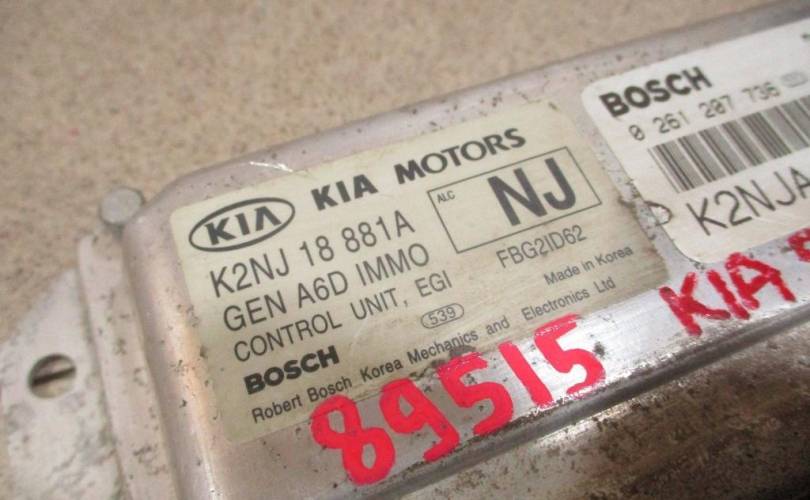 KIA KIA MOTORS
K2NJ 18 881A
ALC NJ
GEN A6D IMMO
FBG2ID62
CONTROL UNIT, EGI
539
Made in Korea
BOSCH
Robert Bosch Korea Mechanics and Electronics Ltd
BOSCH
0 261 207 736
K2NJA
89515
KIA